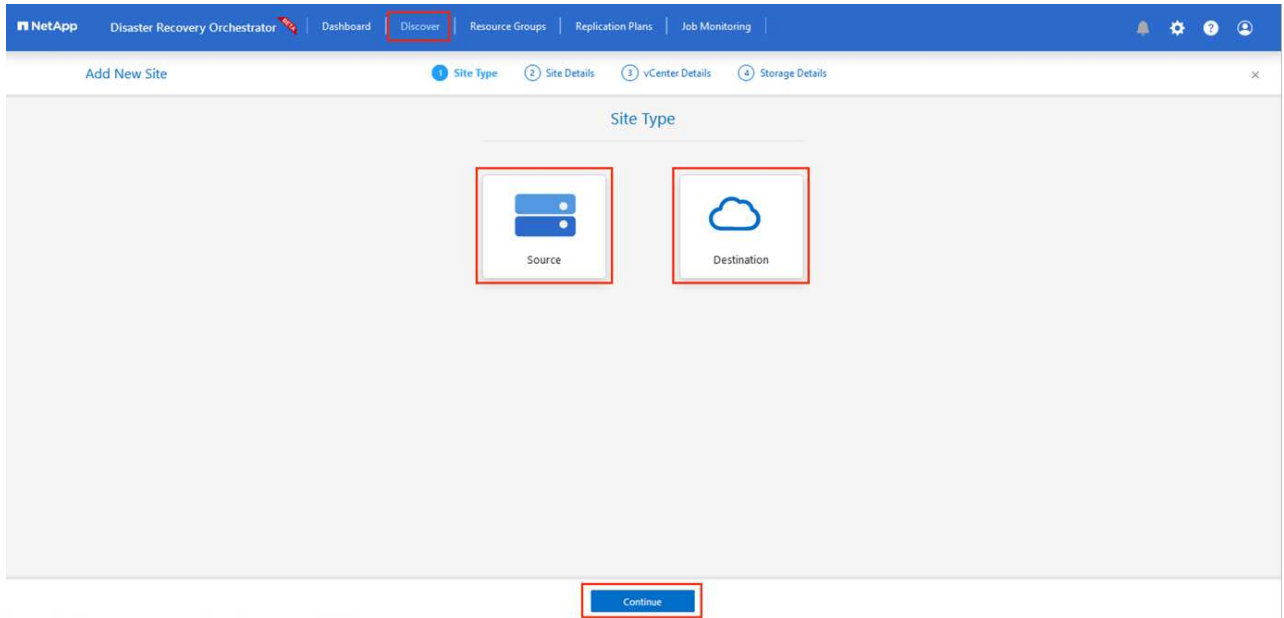 NetApp Disaster Recovery Orchestrator BETA Dashboard Discover Resource Groups Replication Plans Job Monitoring
Add New Site 1 Site Type 2 Site Details 3 vCenter Details 4 Storage Details
Site Type
Source Destination
Continue